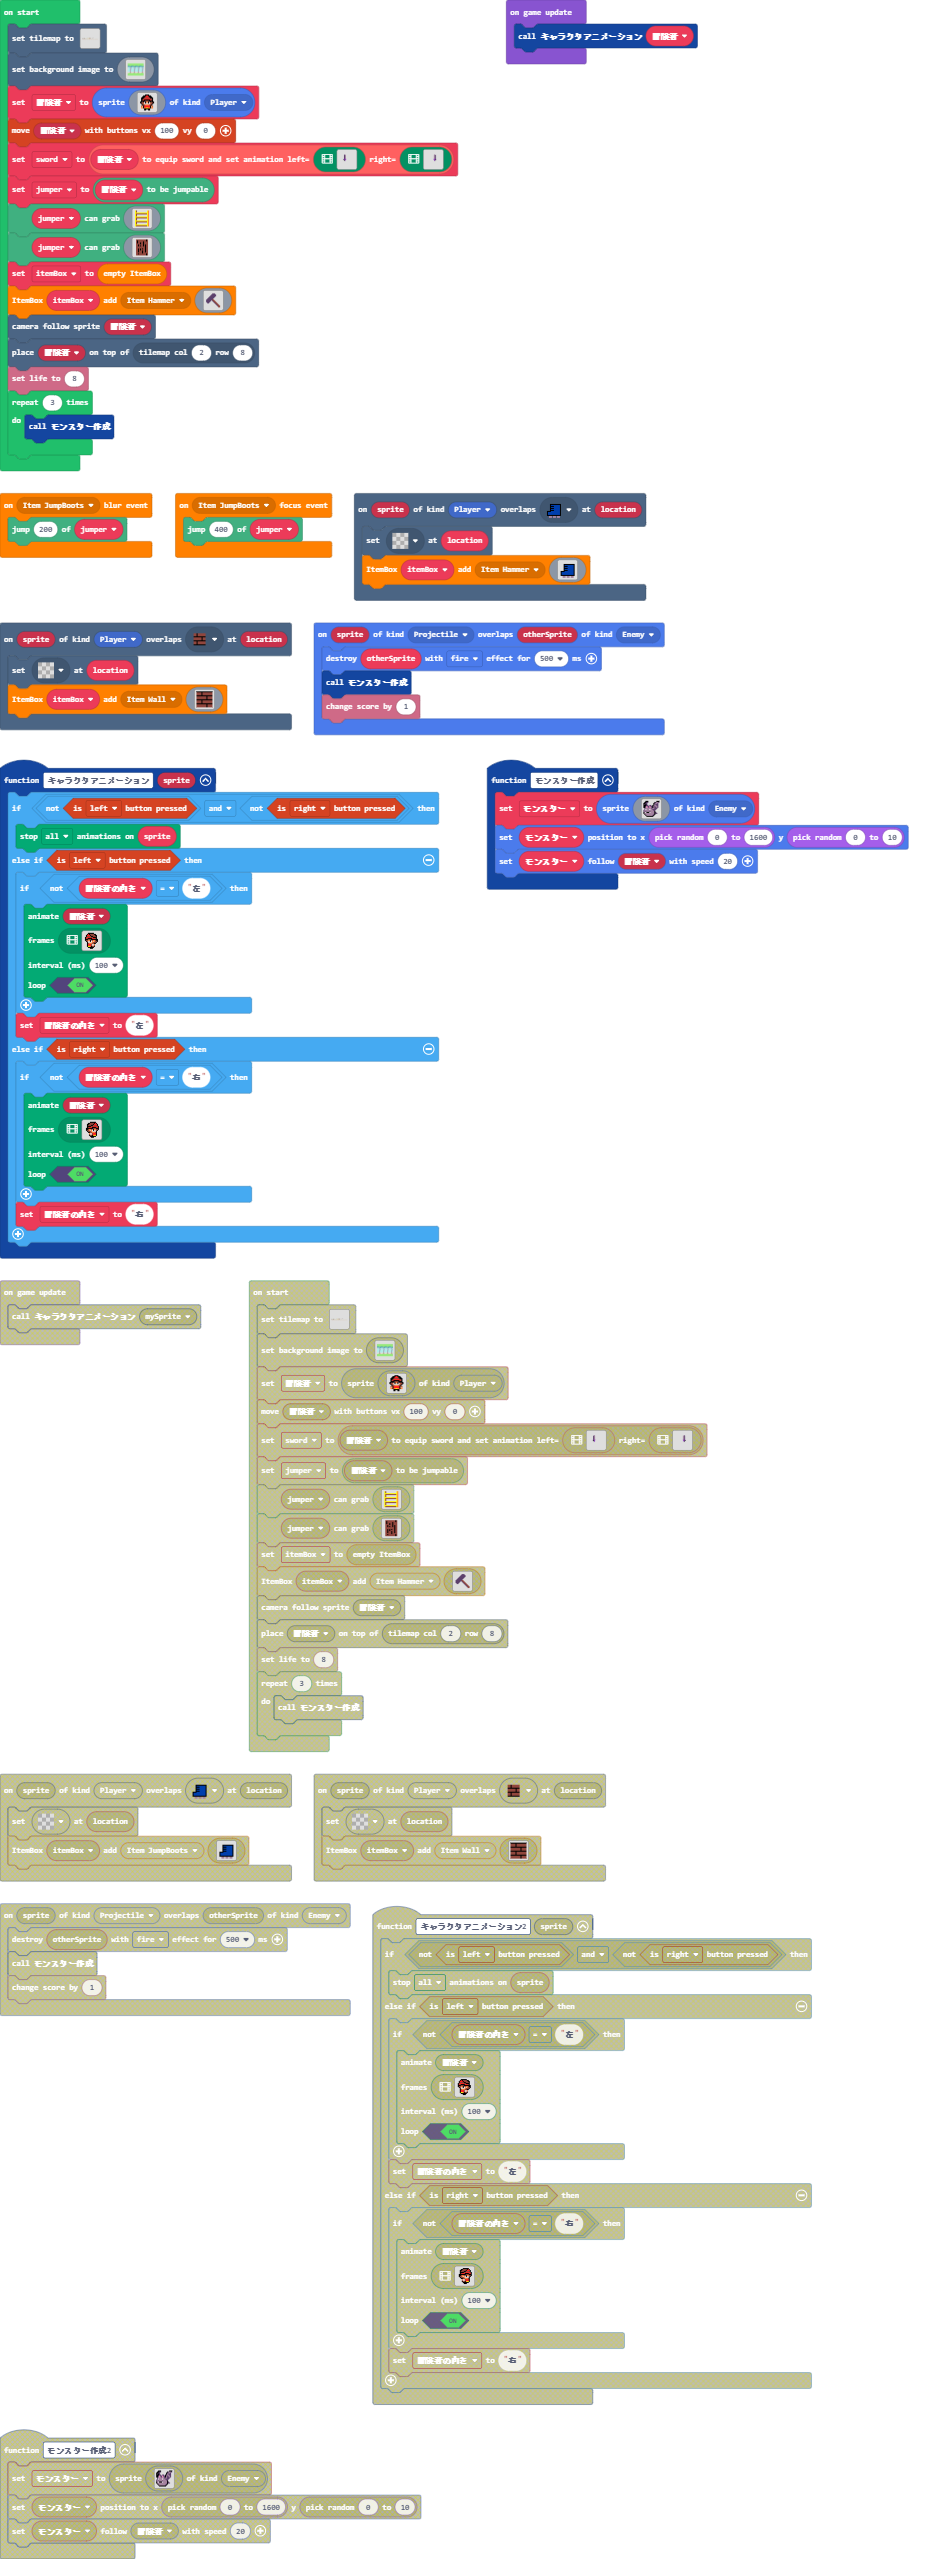 on start
set tilemap to
set background image to
set 冒険者 to sprite of kind Player
move 冒険者 with buttons vx 100 vy 0
set sword to 冒険者 to equip sword and set animation left= right=
set jumper to 冒険者 to be jumpable
jumper can grab
jumper can grab
set itemBox to empty ItemBox
ItemBox itemBox add Item Hammer
camera follow sprite 冒険者
place 冒険者 on top of tilemap col 2 row 8
set life to 8
repeat 3 times
do call モンスター作成
on game update
call キャラクタアニメーション 冒険者
on Item JumpBoots blur event
jump 200 of jumper
on Item JumpBoots focus event
jump 400 of jumper
on sprite of kind Player overlaps at location
set at location
ItemBox itemBox add Item Hammer
on sprite of kind Player overlaps at location
set at location
ItemBox itemBox add Item Wall
on sprite of kind Projectile overlaps otherSprite of kind Enemy
destroy otherSprite with fire effect for 500 ms
call モンスター作成
change score by 1
function キャラクタアニメーション sprite
if not is left button pressed and not is right button pressed then
stop all animations on sprite
else if is left button pressed then
if not 冒険者の向き = "左" then
animate 冒険者
frames
interval (ms) 100
loop ON
set 冒険者の向き to "左"
else if is right button pressed then
if not 冒険者の向き = "右" then
animate 冒険者
frames
interval (ms) 100
loop ON
set 冒険者の向き to "右"
function モンスター作成
set モンスター to sprite of kind Enemy
set モンスター position to x pick random 0 to 1600 y pick random 0 to 10
set モンスター follow 冒険者 with speed 20
on game update
call キャラクタアニメーション mySprite
on start
set tilemap to
set background image to
set 冒険者 to sprite of kind Player
move 冒険者 with buttons vx 100 vy 0
set sword to 冒険者 to equip sword and set animation left= right=
set jumper to 冒険者 to be jumpable
jumper can grab
jumper can grab
set itemBox to empty ItemBox
ItemBox itemBox add Item Hammer
camera follow sprite 冒険者
place 冒険者 on top of tilemap col 2 row 8
set life to 8
repeat 3 times
do call モンスター作成
on sprite of kind Player overlaps at location
set at location
ItemBox itemBox add Item JumpBoots
on sprite of kind Player overlaps at location
set at location
ItemBox itemBox add Item Wall
on sprite of kind Projectile overlaps otherSprite of kind Enemy
destroy otherSprite with fire effect for 500 ms
call モンスター作成
change score by 1
function キャラクタアニメーション2 sprite
if not is left button pressed and not is right button pressed then
stop all animations on sprite
else if is left button pressed then
if not 冒険者の向き = "左" then
animate 冒険者
frames
interval (ms) 100
loop ON
set 冒険者の向き to "左"
else if is right button pressed then
if not 冒険者の向き = "右" then
animate 冒険者
frames
interval (ms) 100
loop ON
set 冒険者の向き to "右"
function モンスター作成2
set モンスター to sprite of kind Enemy
set モンスター position to x pick random 0 to 1600 y pick random 0 to 10
set モンスター follow 冒険者 with speed 20